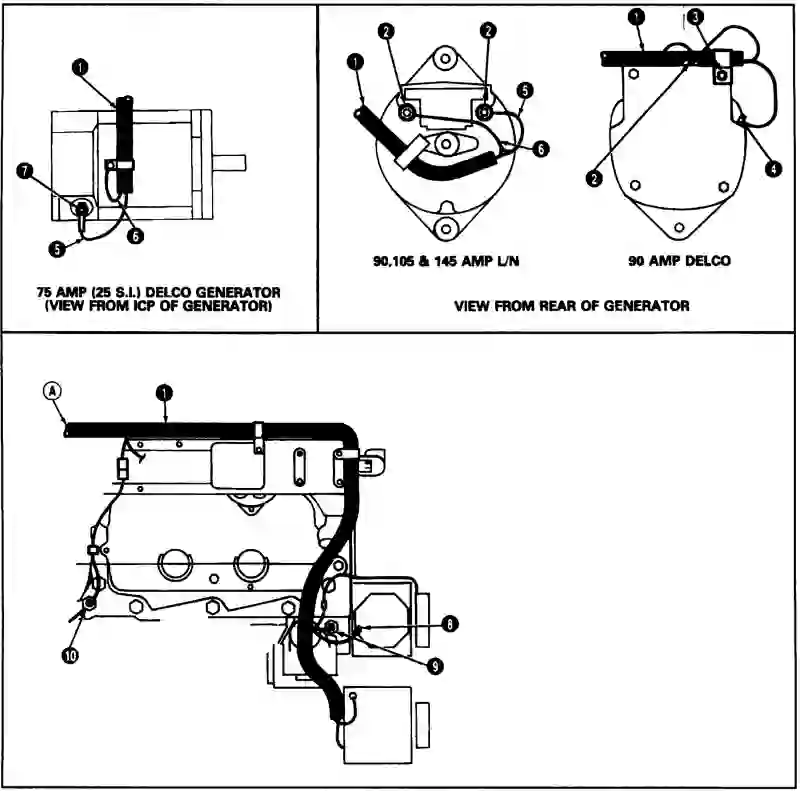 1
7
5
6
75 AMP (25 S.I.) DELCO GENERATOR
(VIEW FROM ICP OF GENERATOR)
1
2
2
5
6
90,105 & 145 AMP L/N
1
3
2
4
90 AMP DELCO
VIEW FROM REAR OF GENERATOR
A
1
8
9
10